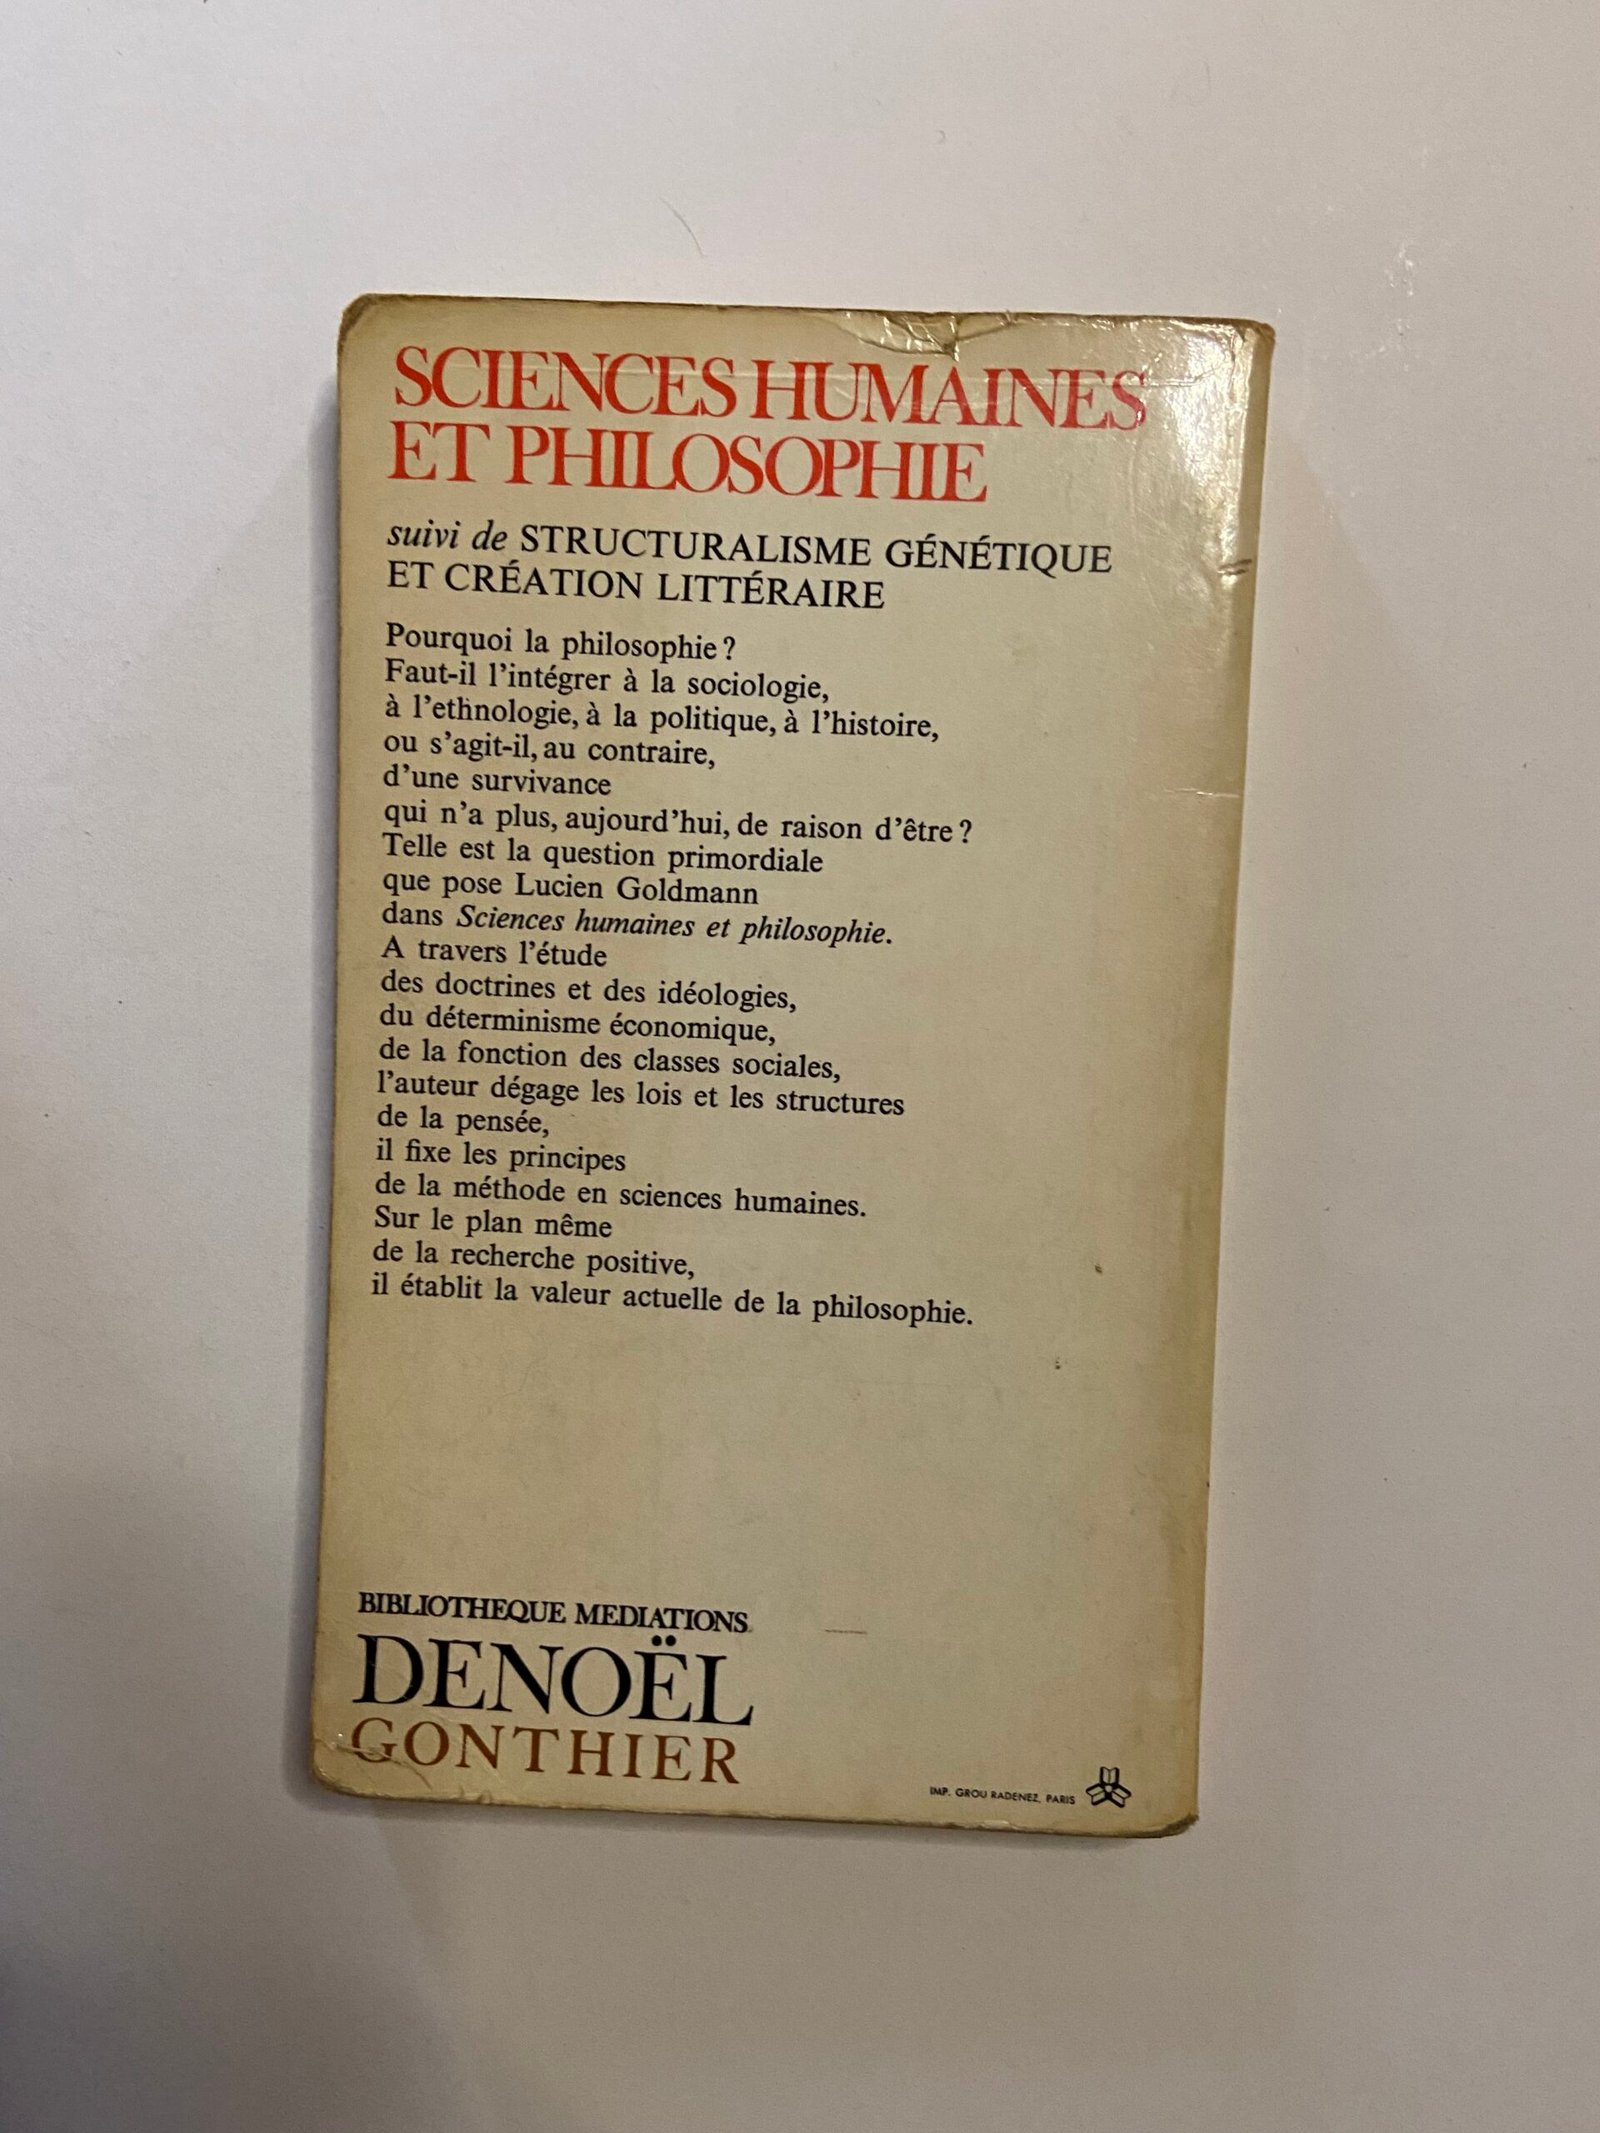 SCIENCES HUMAINES
ET PHILOSOPHIE
suivi de STRUCTURALISME GÉNÉTIQUE
ET CRÉATION LITTÉRAIRE
Pourquoi la philosophie ?
Faut-il l'intégrer à la sociologie,
à l'ethnologie, à la politique, à l'histoire,
ou s'agit-il, au contraire,
d'une survivance
qui n'a plus, aujourd'hui, de raison d'être ?
Telle est la question primordiale
que pose Lucien Goldmann
dans Sciences humaines et philosophie.
A travers l'étude
des doctrines et des idéologies,
du déterminisme économique,
de la fonction des classes sociales,
l'auteur dégage les lois et les structures
de la pensée,
il fixe les principes
de la méthode en sciences humaines.
Sur le plan même
de la recherche positive,
il établit la valeur actuelle de la philosophie.
BIBLIOTHEQUE MEDIATIONS
DENOËL
GONTHIER
IMP. GROU RADENEZ, PARIS